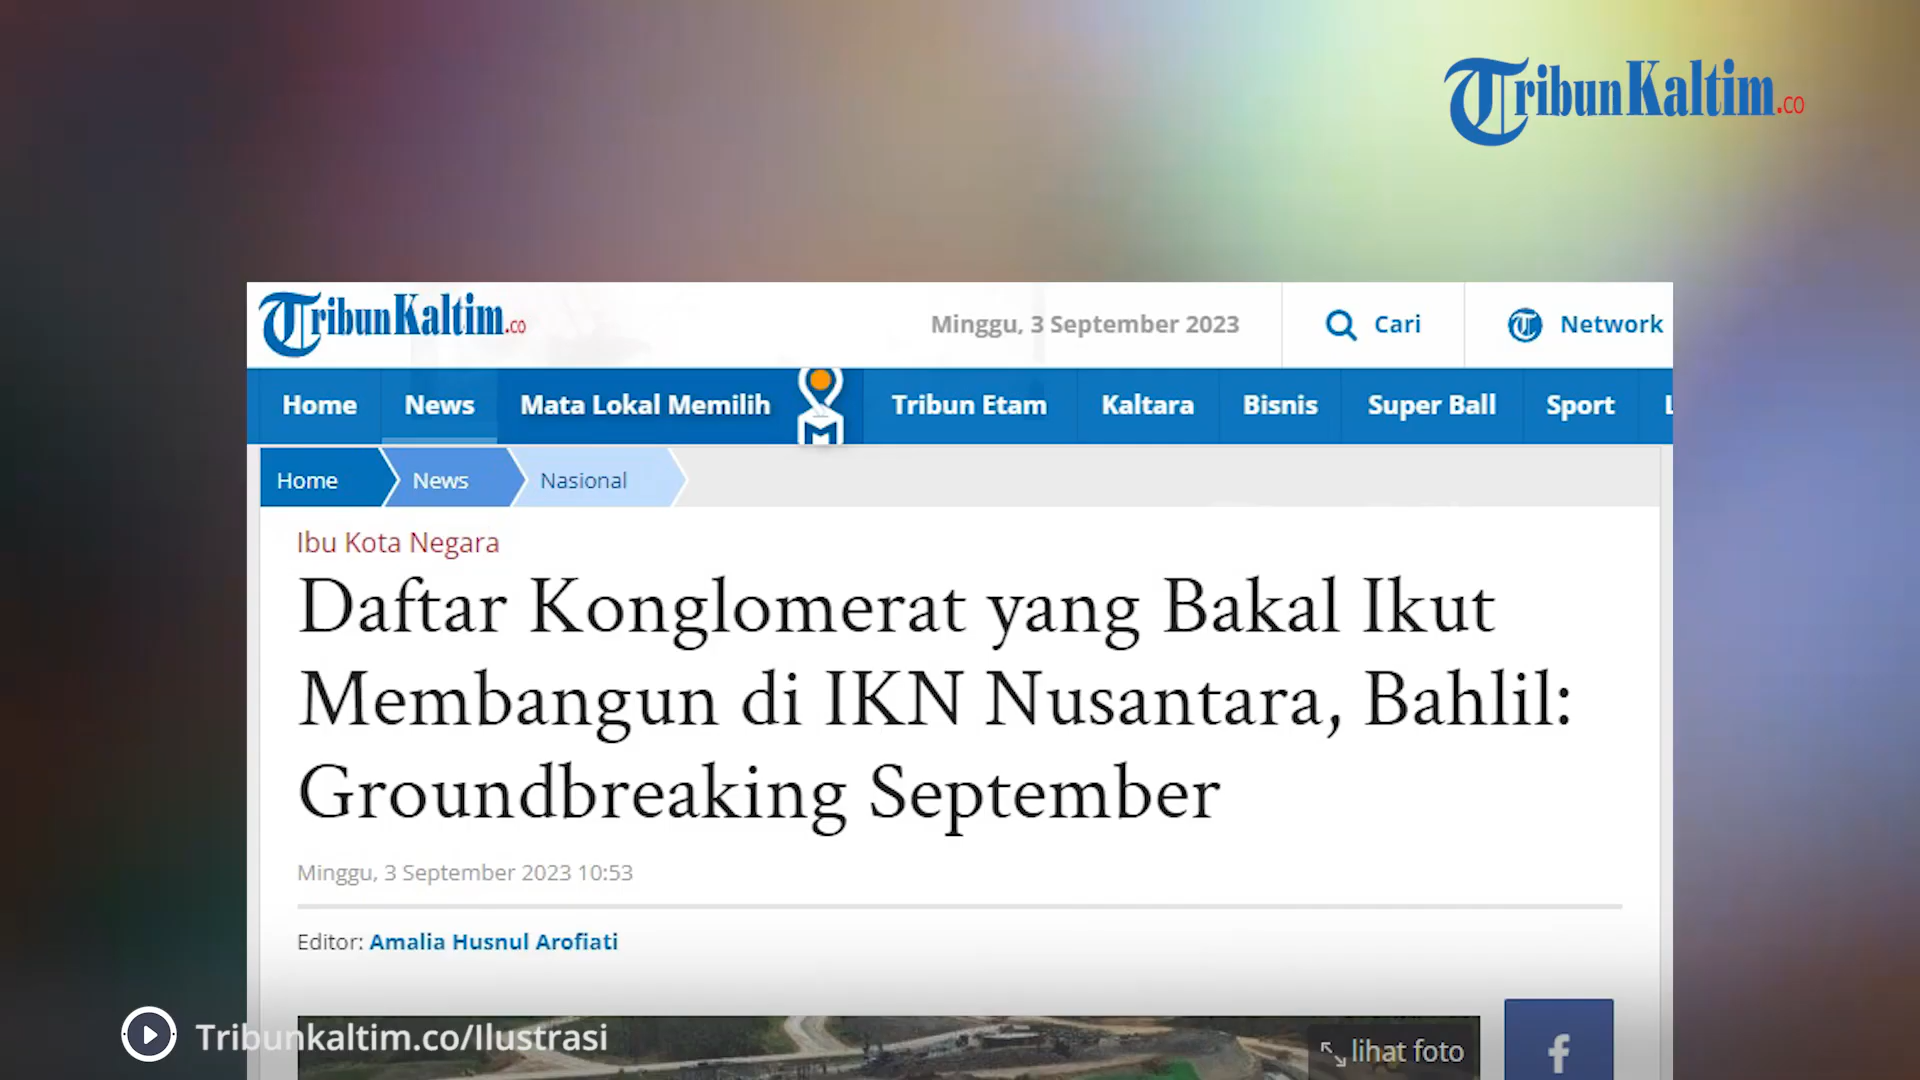 TribunKaltim.co
TribunKaltim.co
Minggu, 3 September 2023
Cari
Network
Home
News
Mata Lokal Memilih
Tribun Etam
Kaltara
Bisnis
Super Ball
Sport
Home
News
Nasional
Ibu Kota Negara
Daftar Konglomerat yang Bakal Ikut
Membangun di IKN Nusantara, Bahlil:
Groundbreaking September
Minggu, 3 September 2023 10:53
Editor: Amalia Husnul Arofiati
Tribunkaltim.co/Ilustrasi
lihat foto